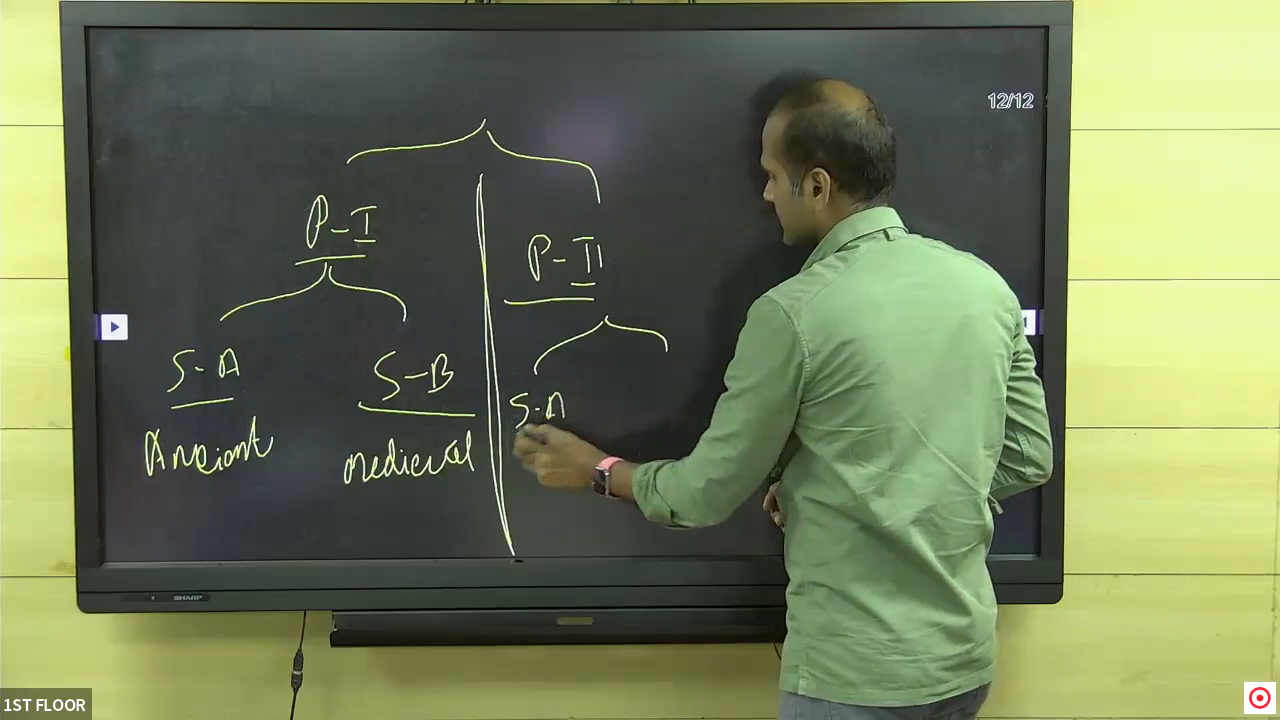 12/12
P-I
P-II
S-A
S-B
S-A
Ancient
medieval
SHARP
1ST FLOOR